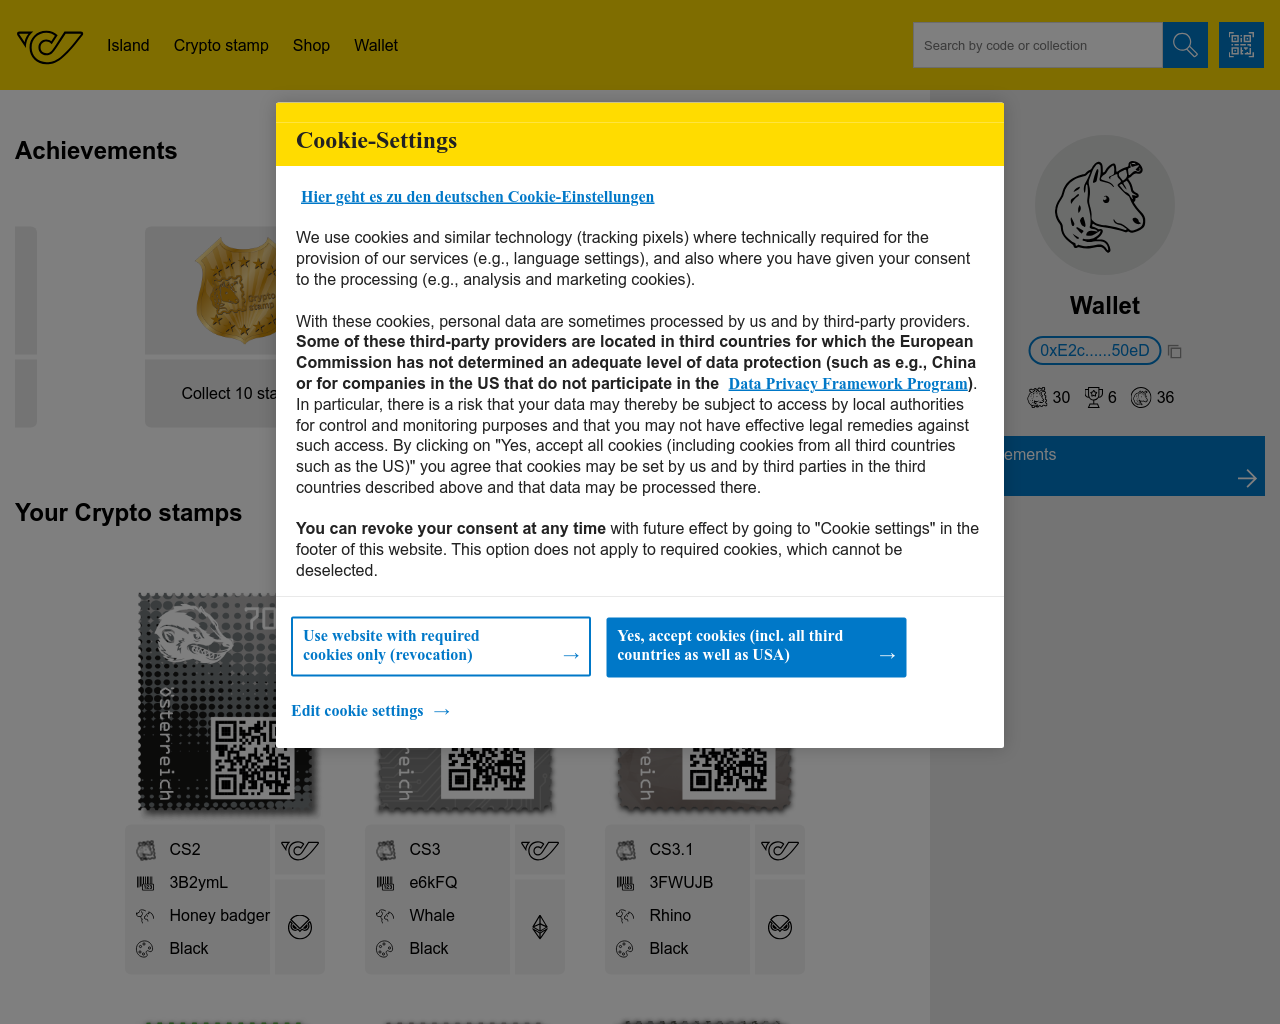 Island Crypto stamp Shop Wallet
Search by code or collection
Achievements
Collect 10 sta
Your Crypto stamps
Cookie-Settings
Hier geht es zu den deutschen Cookie-Einstellungen
We use cookies and similar technology (tracking pixels) where technically required for the
provision of our services (e.g., language settings), and also where you have given your consent
to the processing (e.g., analysis and marketing cookies).
With these cookies, personal data are sometimes processed by us and by third-party providers.
Some of these third-party providers are located in third countries for which the European
Commission has not determined an adequate level of data protection (such as e.g., China
or for companies in the US that do not participate in the Data Privacy Framework Program).
In particular, there is a risk that your data may thereby be subject to access by local authorities
for control and monitoring purposes and that you may not have effective legal remedies against
such access. By clicking on "Yes, accept all cookies (including cookies from all third countries
such as the US)" you agree that cookies may be set by us and by third parties in the third
countries described above and that data may be processed there.
You can revoke your consent at any time with future effect by going to "Cookie settings" in the
footer of this website. This option does not apply to required cookies, which cannot be
deselected.
Use website with required
cookies only (revocation) →
Yes, accept cookies (incl. all third
countries as well as USA) →
Edit cookie settings →
Wallet
0xE2c......50eD
30 6 36
ements
70
österreich
reich
reich
CS2
3B2ymL
Honey badger
Black
CS3
e6kFQ
Whale
Black
CS3.1
3FWUJB
Rhino
Black